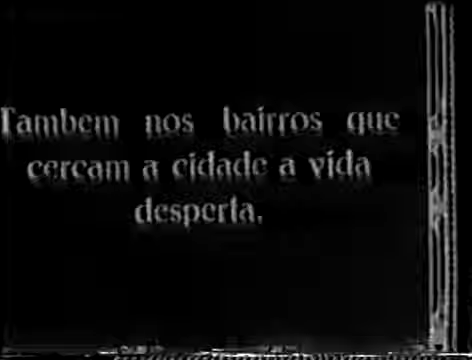 Tambem nos bairros que
cercam a cidade a vida
desperta.